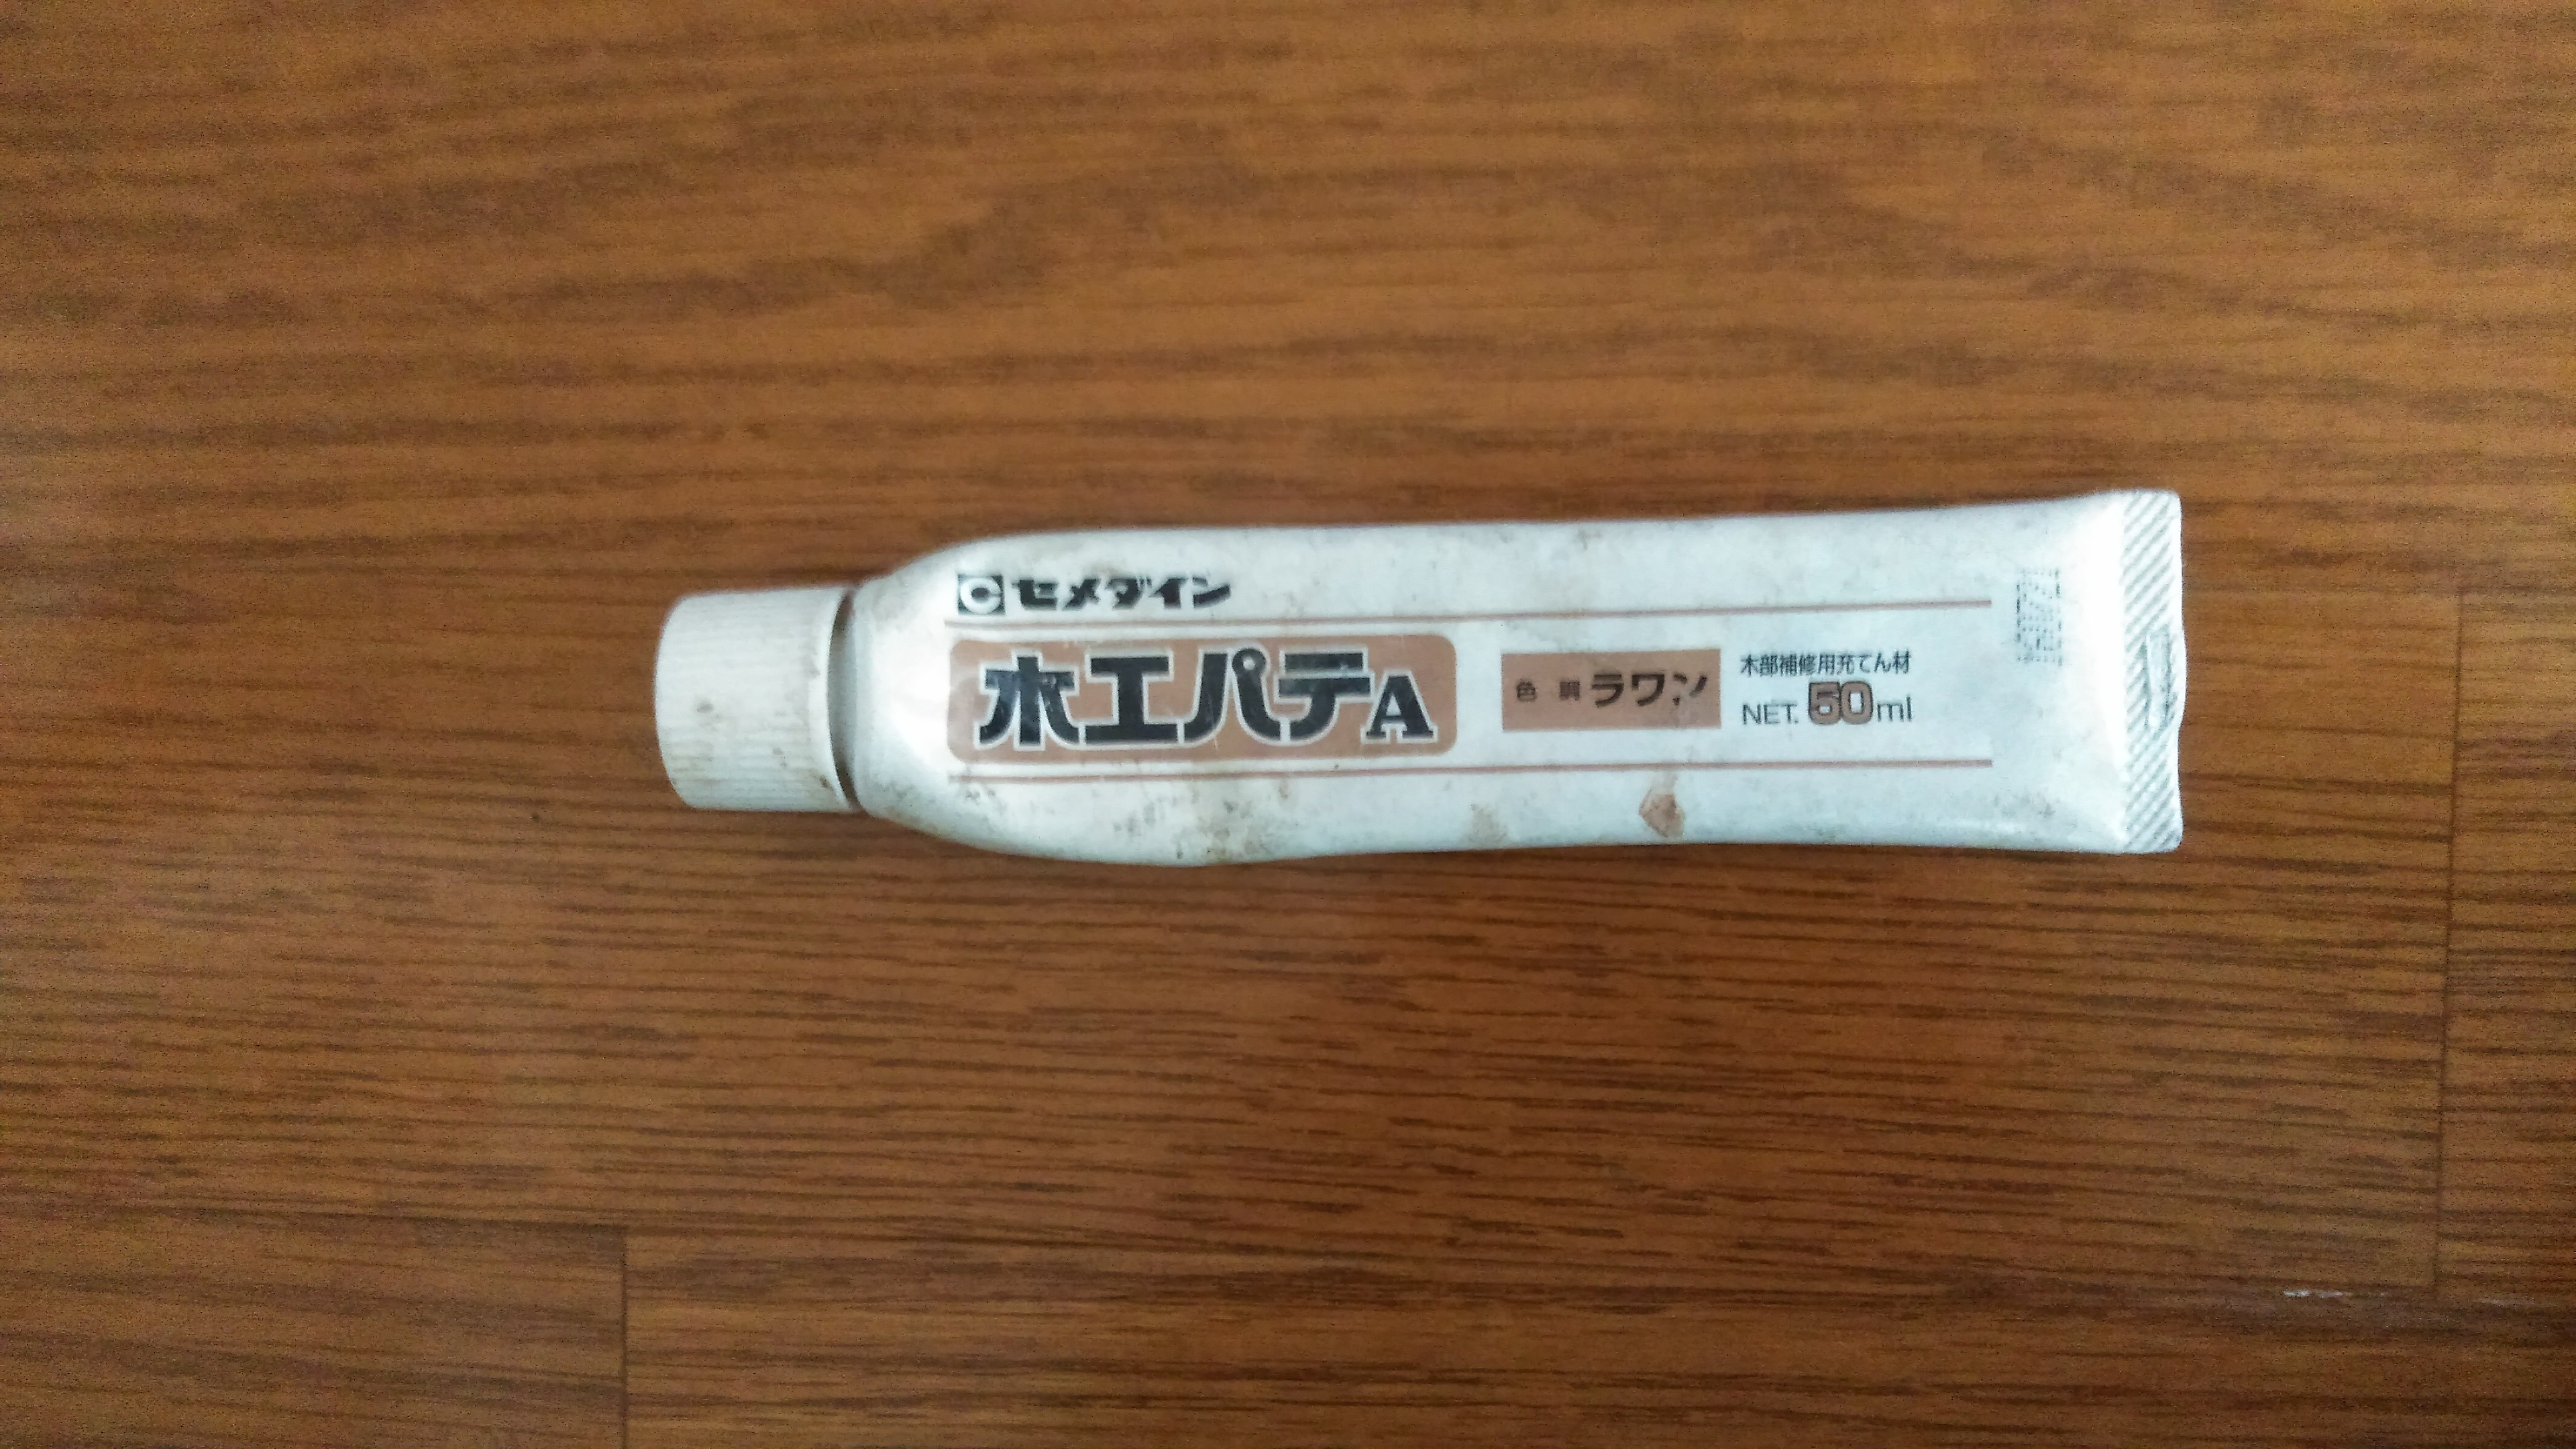 C セメダイン
木工パテA
色調 ラワン
木部補修用充てん材
NET. 50ml